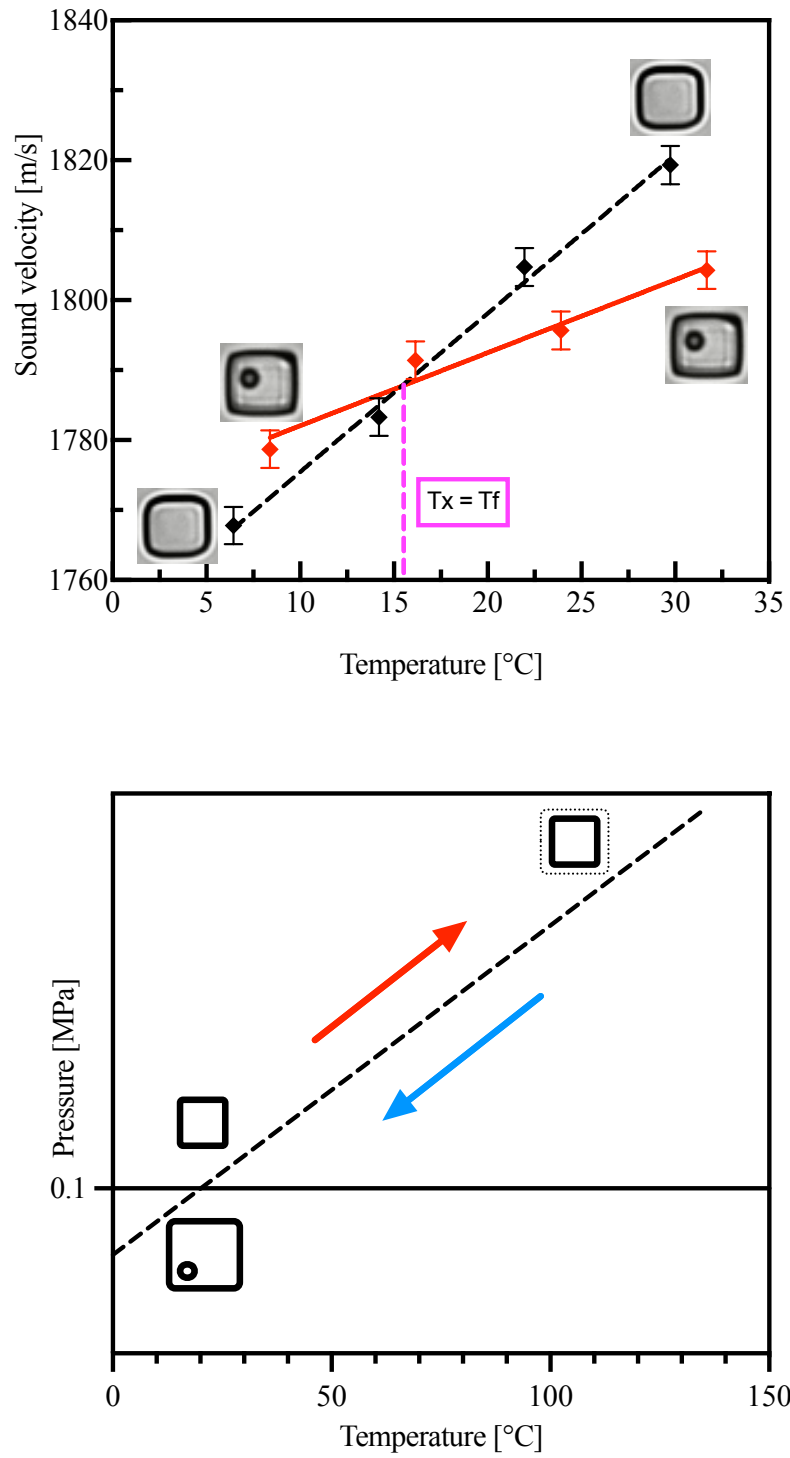 1840
1820
1800
1780
1760
Sound velocity [m/s]
Tx = Tf
0 5 10 15 20 25 30 35
Temperature [°C]
Pressure [MPa]
0.1
0 50 100 150
Temperature [°C]